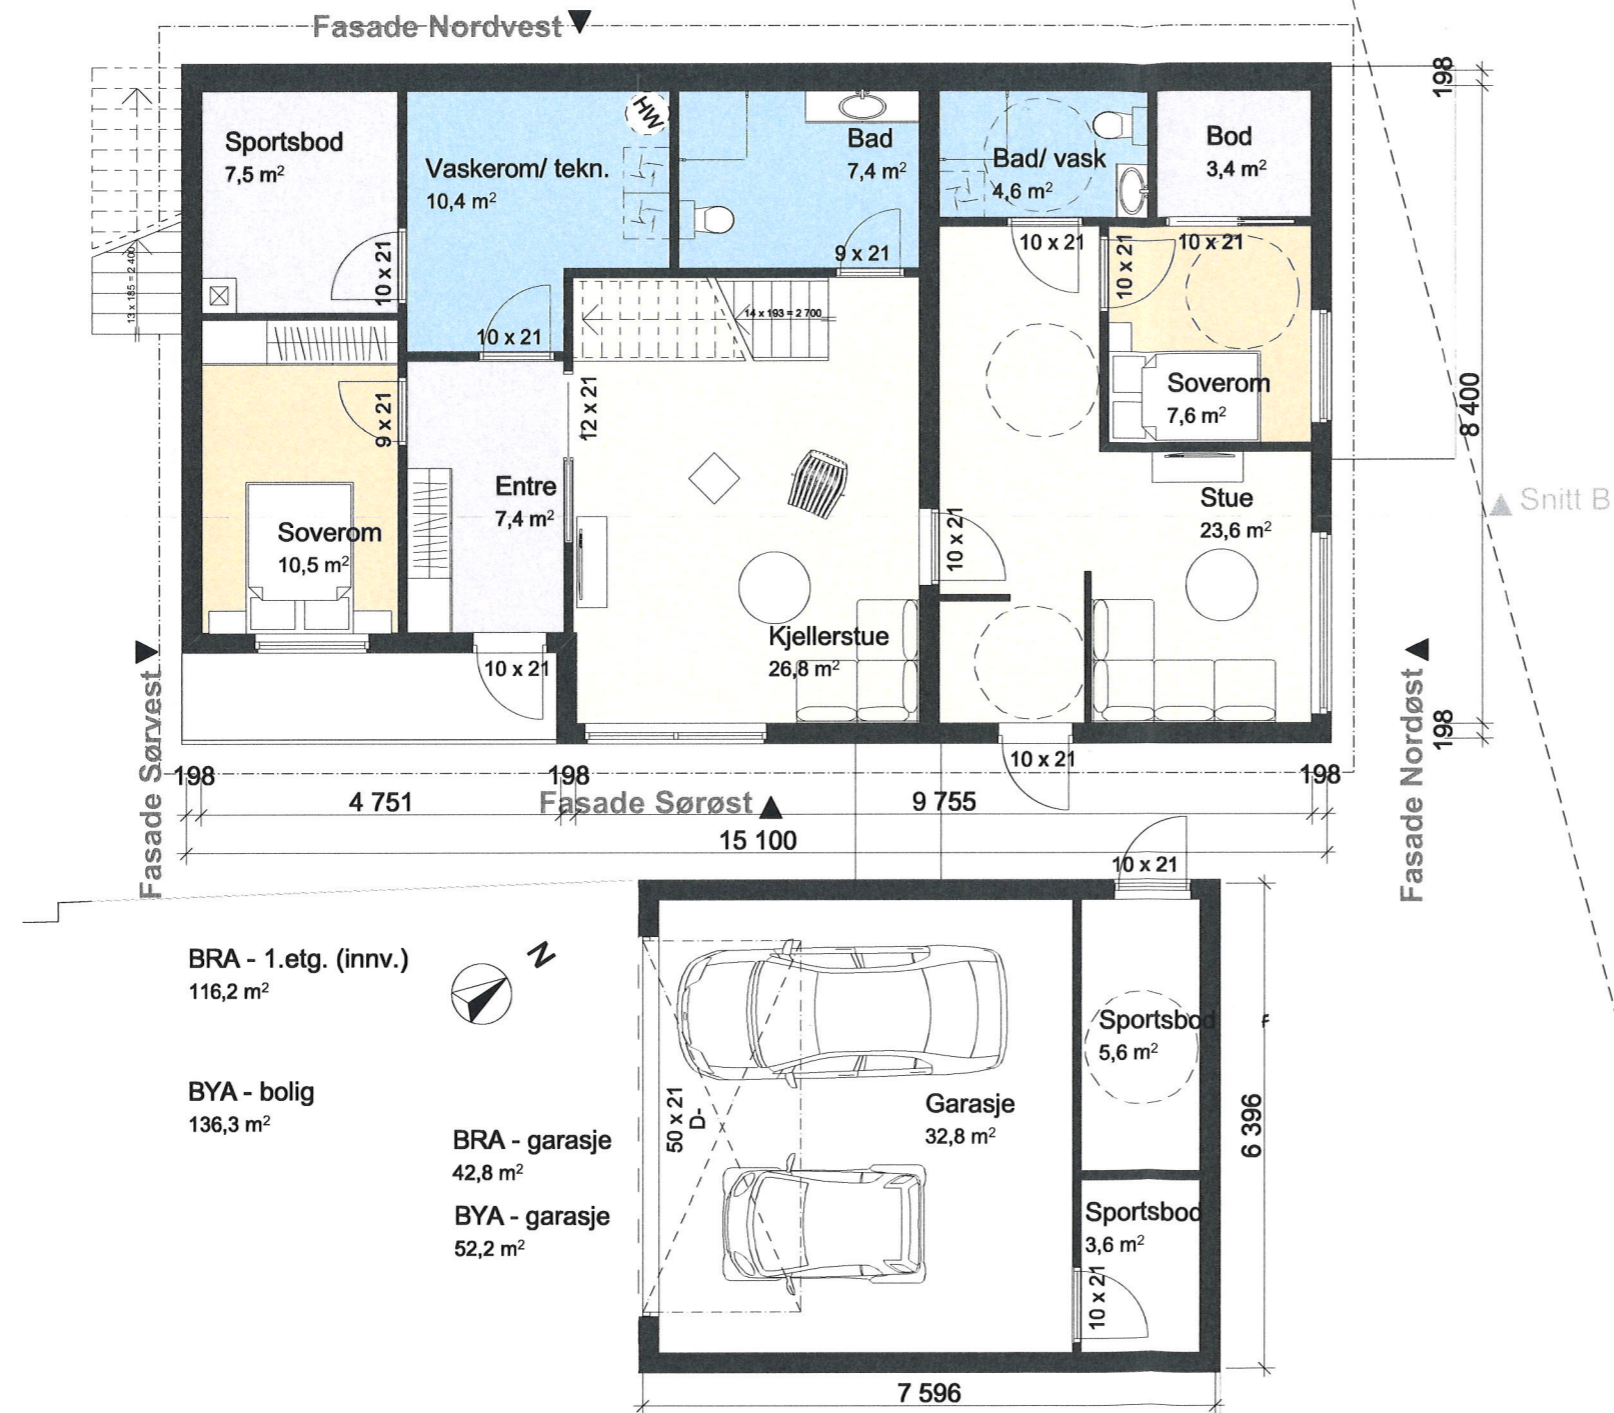 Fasade Nordvest
198
Sportsbod
7,5 m²
Vaskerom/ tekn.
10,4 m²
HW
Bad
7,4 m²
Bad/ vask
4,6 m²
Bod
3,4 m²
10 x 21
9 x 21
10 x 21
10 x 21
10 x 21
13 x 185 = 2 400
10 x 21
14 x 193 = 2 700
9 x 21
12 x 21
Soverom
7,6 m²
8 400
Entre
7,4 m²
Stue
23,6 m²
Snitt B
Soverom
10,5 m²
10 x 21
Kjellerstue
26,8 m²
10 x 21
10 x 21
Fasade Sørvest
Fasade Nordøst
198
198
198
198
4 751
Fasade Sørøst
9 755
15 100
10 x 21
BRA - 1.etg. (innv.)
116,2 m²
N
Sportsbod
5,6 m²
BYA - bolig
136,3 m²
50 x 21
D-
Garasje
32,8 m²
6 396
BRA - garasje
42,8 m²
BYA - garasje
52,2 m²
Sportsbod
3,6 m²
10 x 21
7 596